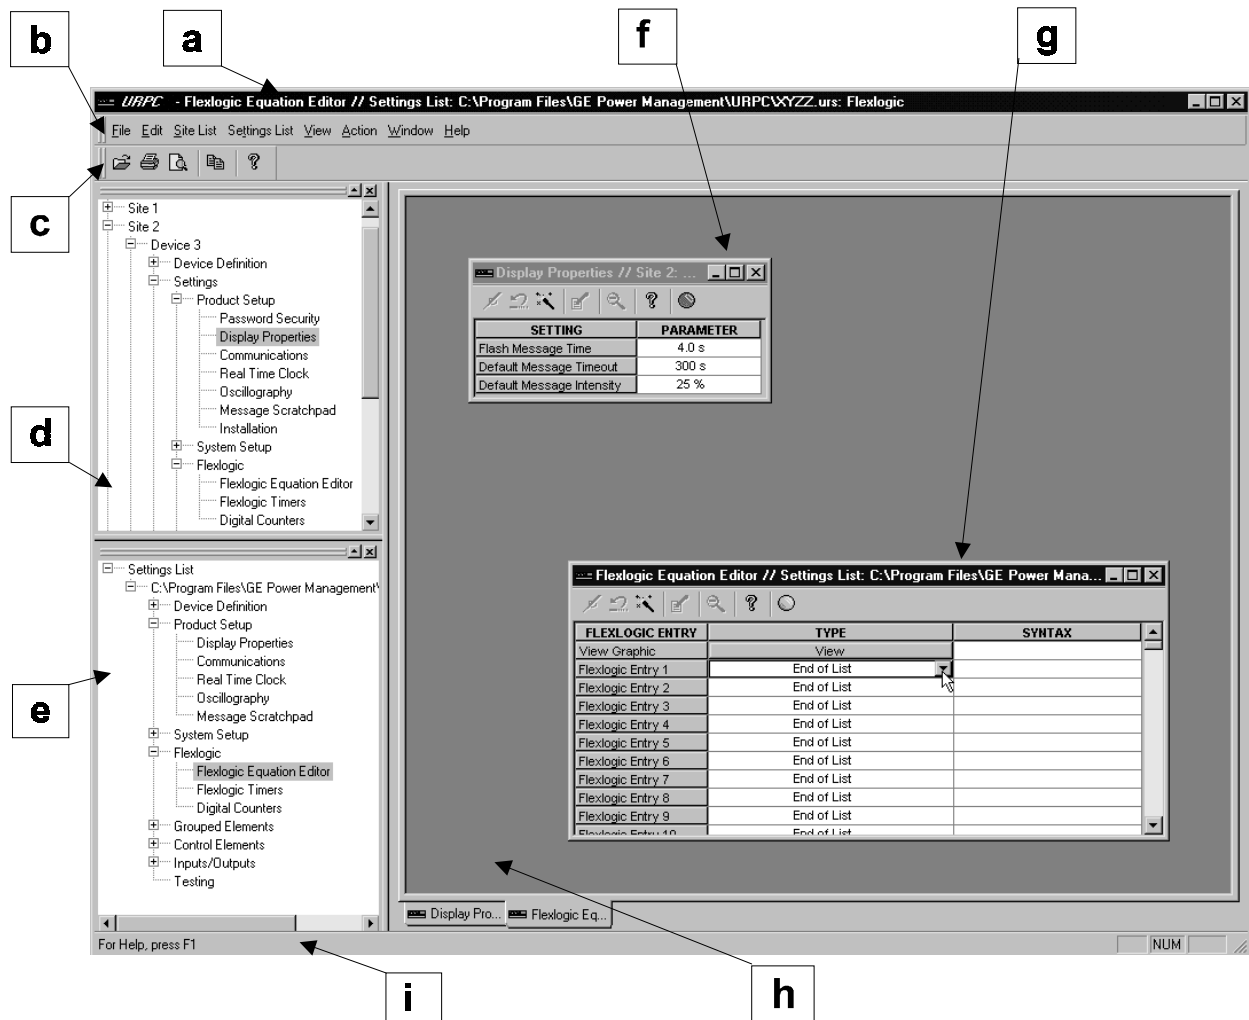 a
b
f
g
URPC - Flexlogic Equation Editor // Settings List: C:\Program Files\GE Power Management\URPC\XYZZ.urs: Flexlogic
File Edit Site List Settings List View Action Window Help
c
Site 1
Site 2
Device 3
Device Definition
Settings
Product Setup
Password Security
Display Properties
Communications
Real Time Clock
Oscillography
Message Scratchpad
Installation
System Setup
Flexlogic
Flexlogic Equation Editor
Flexlogic Timers
Digital Counters
d
Display Properties // Site 2: ...
SETTING PARAMETER
Flash Message Time 4.0 s
Default Message Timeout 300 s
Default Message Intensity 25 %
Settings List
C:\Program Files\GE Power Management\
Device Definition
Product Setup
Display Properties
Communications
Real Time Clock
Oscillography
Message Scratchpad
System Setup
Flexlogic
Flexlogic Equation Editor
Flexlogic Timers
Digital Counters
Grouped Elements
Control Elements
Inputs/Outputs
Testing
e
Flexlogic Equation Editor // Settings List: C:\Program Files\GE Power Mana...
FLEXLOGIC ENTRY TYPE SYNTAX
View Graphic View
Flexlogic Entry 1 End of List
Flexlogic Entry 2 End of List
Flexlogic Entry 3 End of List
Flexlogic Entry 4 End of List
Flexlogic Entry 5 End of List
Flexlogic Entry 6 End of List
Flexlogic Entry 7 End of List
Flexlogic Entry 8 End of List
Flexlogic Entry 9 End of List
Flexlogic Entry 10 End of List
Display Pro... Flexlogic Eq...
For Help, press F1 NUM
i
h